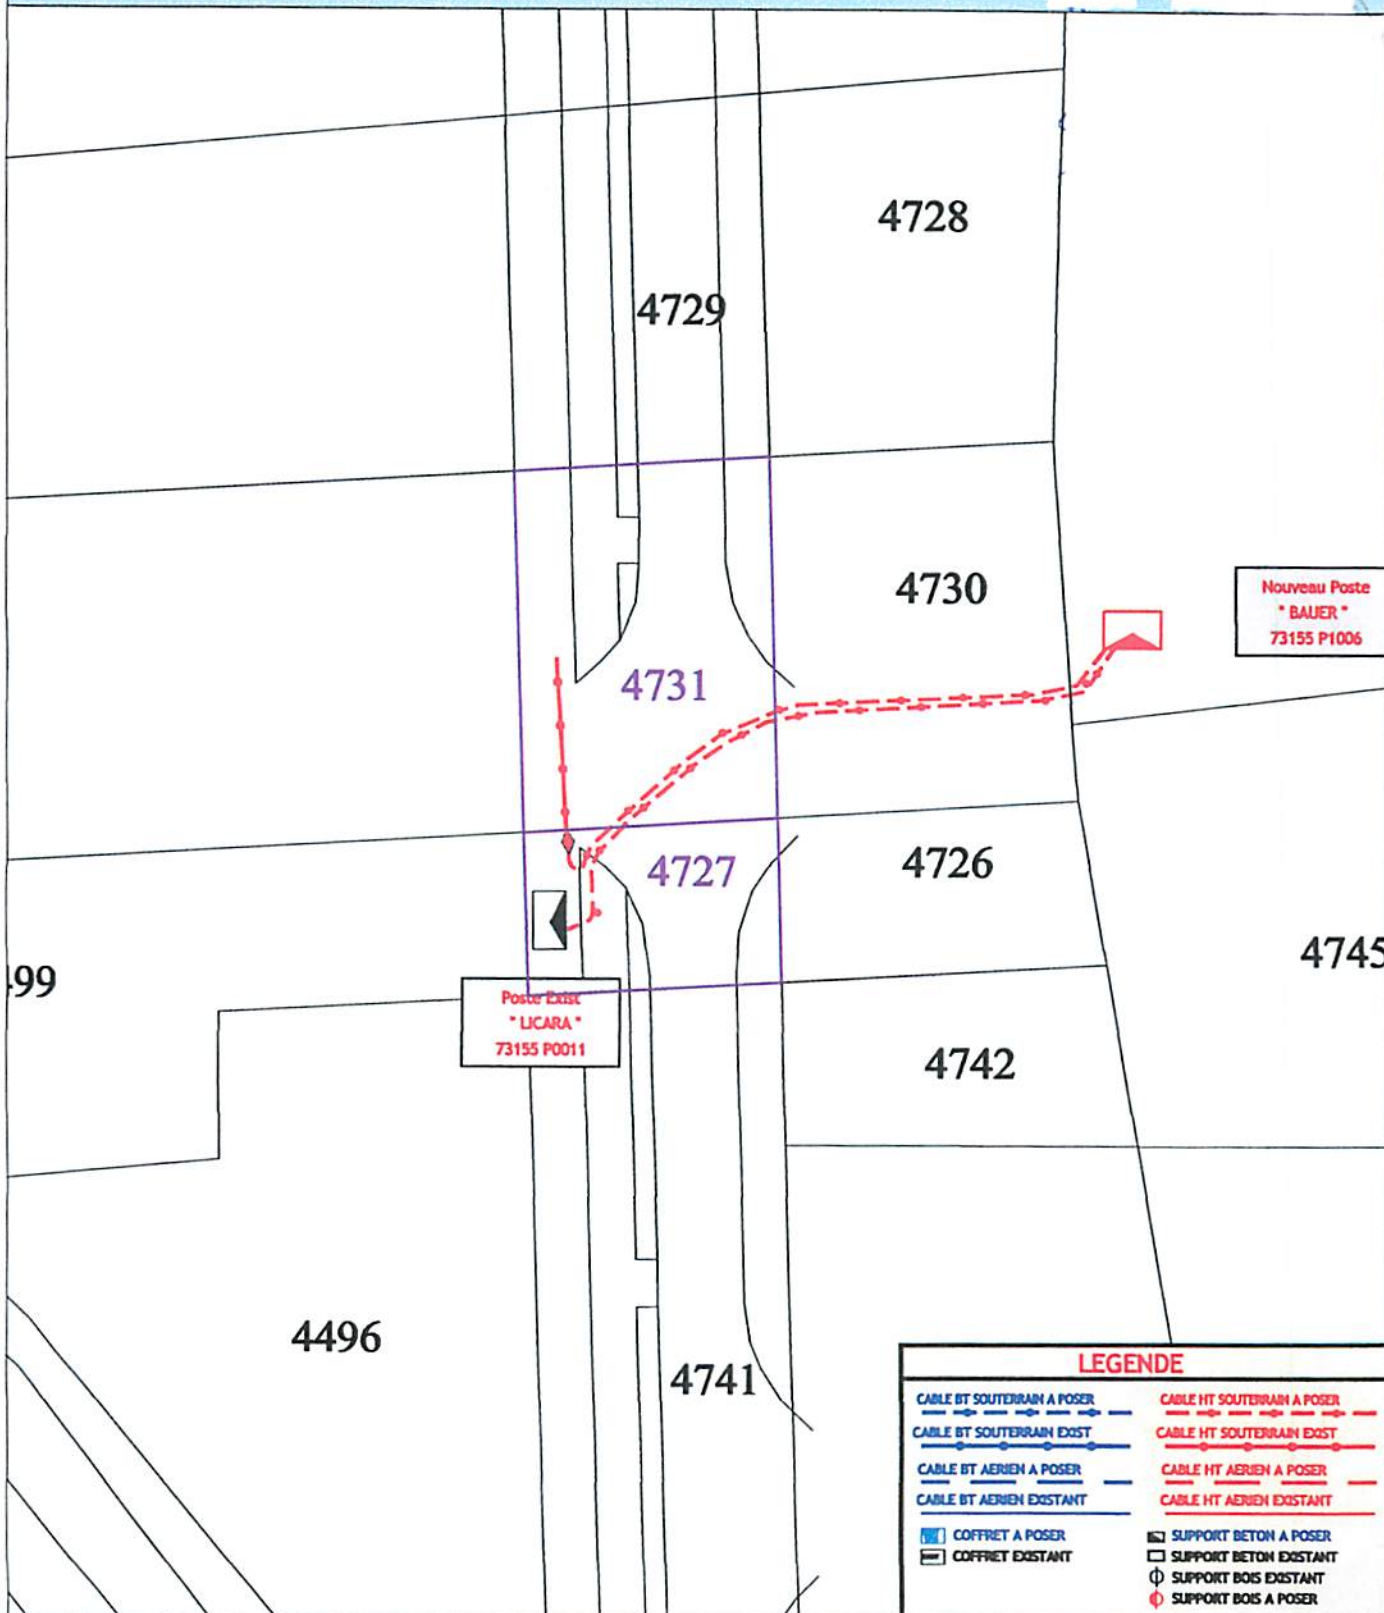 4728
4729
4730
Nouveau Poste
" BAUER "
73155 P1006
4731
4727
4726
4745
499
Poste Exist
" LICARA "
73155 P0011
4742
4496
4741
LEGENDE
CABLE BT SOUTERRAIN A POSER
CABLE HT SOUTERRAIN A POSER
CABLE BT SOUTERRAIN EXIST
CABLE HT SOUTERRAIN EXIST
CABLE BT AERIEN A POSER
CABLE HT AERIEN A POSER
CABLE BT AERIEN EXISTANT
CABLE HT AERIEN EXISTANT
COFFRET A POSER
SUPPORT BETON A POSER
COFFRET EXISTANT
SUPPORT BETON EXISTANT
SUPPORT BOIS EXISTANT
SUPPORT BOIS A POSER